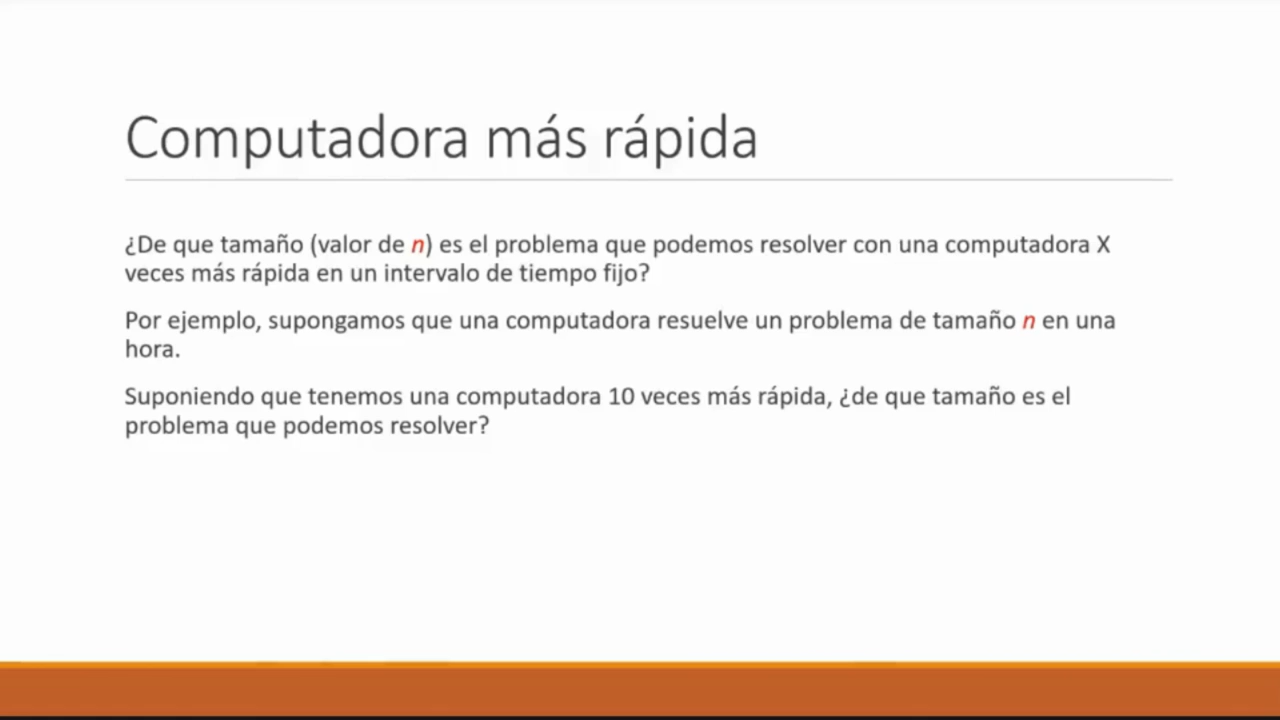 Computadora más rápida
¿De que tamaño (valor de n) es el problema que podemos resolver con una computadora X
veces más rápida en un intervalo de tiempo fijo?
Por ejemplo, supongamos que una computadora resuelve un problema de tamaño n en una
hora.
Suponiendo que tenemos una computadora 10 veces más rápida, ¿de que tamaño es el
problema que podemos resolver?